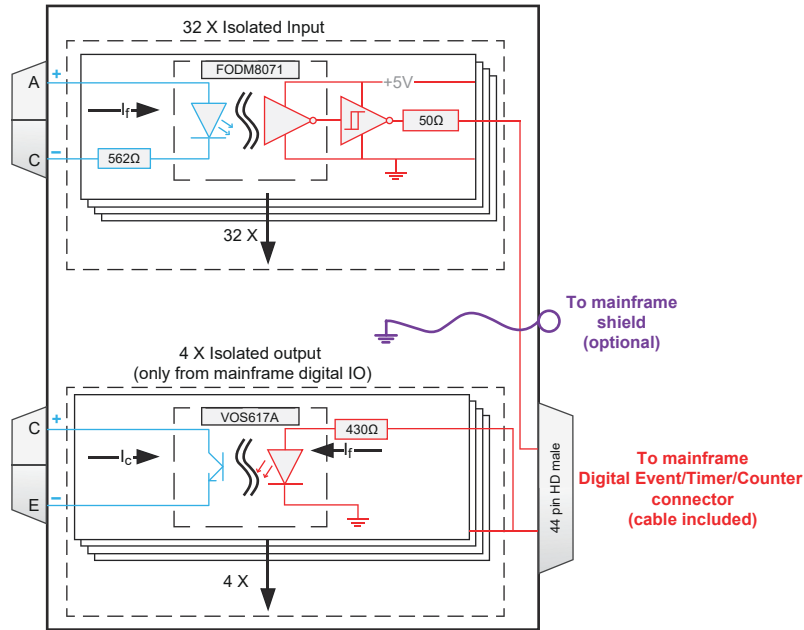 32 X Isolated Input
FODM8071
A
+
If
+5V
50Ω
C
−
562Ω
32 X
To mainframe
shield
(optional)
4 X Isolated output
(only from mainframe digital IO)
VOS617A
C
+
430Ω
Ic
If
E
−
4 X
44 pin HD male
To mainframe
Digital Event/Timer/Counter
connector
(cable included)